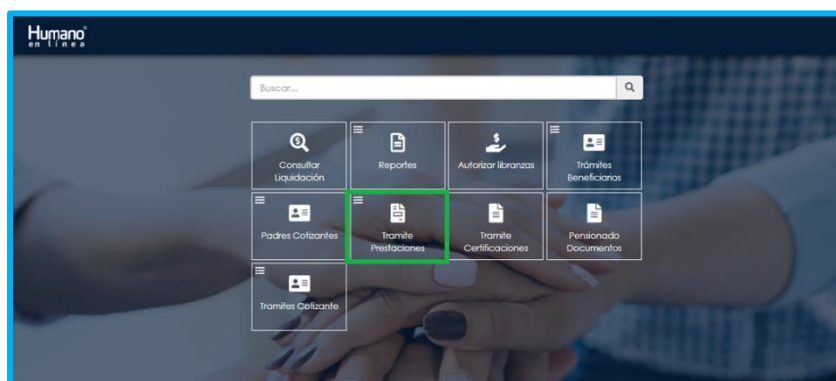 Humano
en línea
Buscar...
Consultar
Liquidación
Reportes
Autorizar libranzas
Trámites
Beneficiarios
Padres Cotizantes
Tramite
Prestaciones
Tramite
Certificaciones
Pensionado
Documentos
Tramites Cotizante